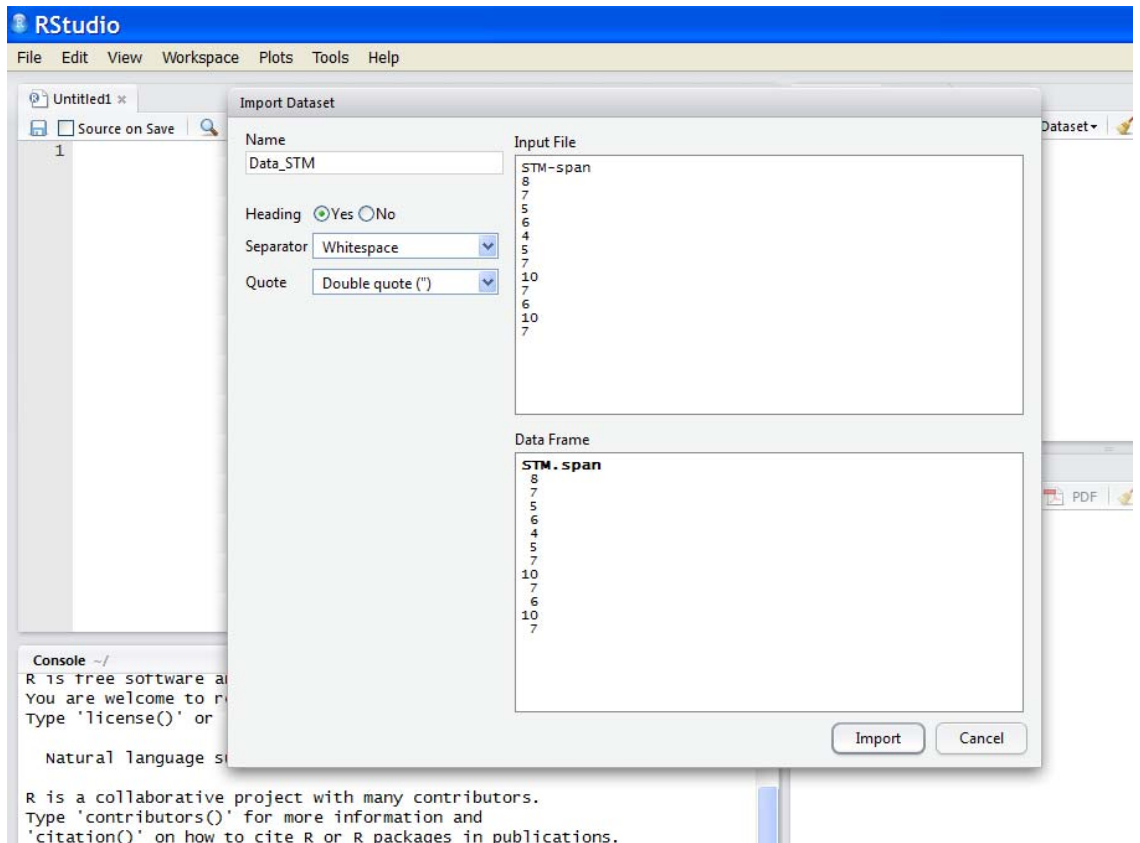 RStudio
File Edit View Workspace Plots Tools Help
Untitled1
Source on Save
1
Import Dataset
Name
Data_STM
Heading Yes No
Separator Whitespace
Quote Double quote (")
Input File
STM-span
8
7
5
6
4
5
7
10
7
6
10
7
Data Frame
STM.span
8
7
5
6
4
5
7
10
7
6
10
7
Import Cancel
Dataset
PDF
Console ~/
R is free software
You are welcome to
Type 'license()' or
Natural language
R is a collaborative project with many contributors.
Type 'contributors()' for more information and
'citation()' on how to cite R or R packages in publications.